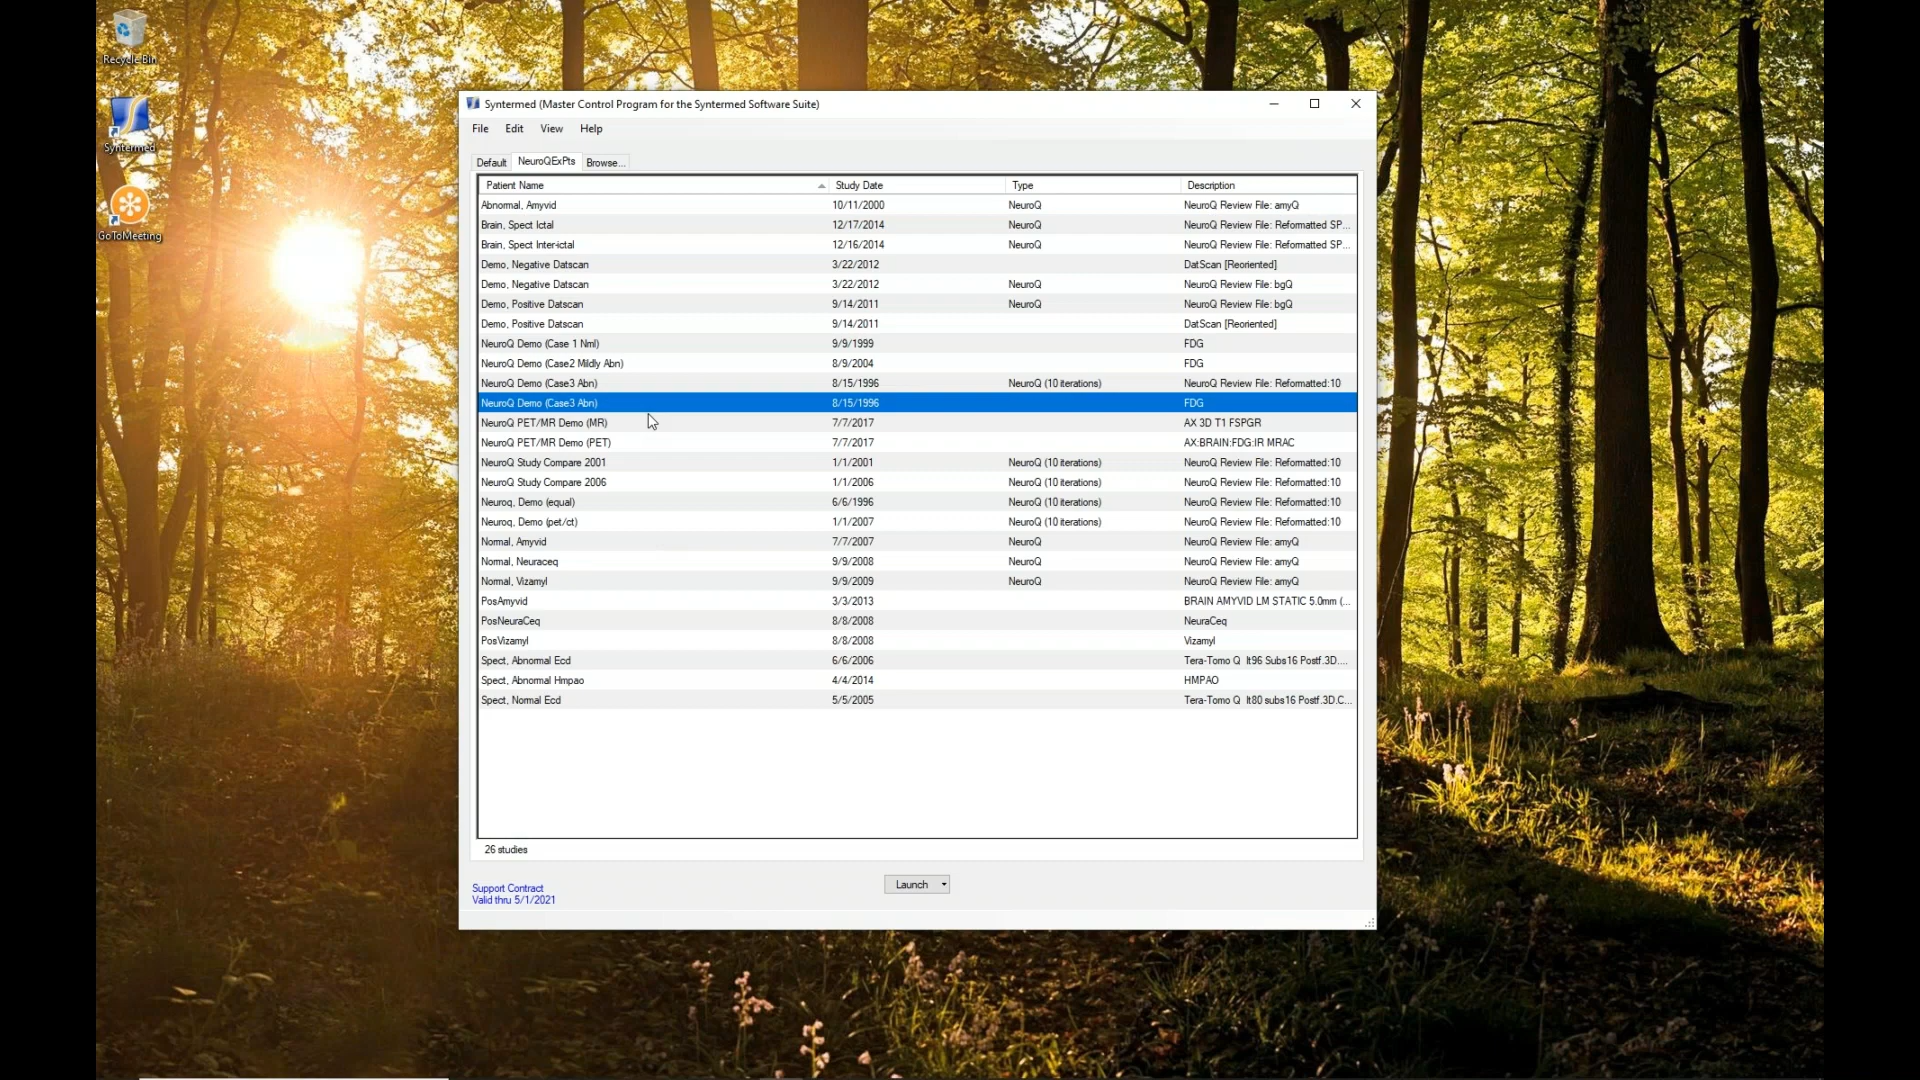 Recycle Bin
Syntermed
GoToMeeting
Syntermed (Master Control Program for the Syntermed Software Suite)
File Edit View Help
Default NeuroQExPts Browse...
Patient Name Study Date Type Description
Abnormal, Amyvid 10/11/2000 NeuroQ NeuroQ Review File: amyQ
Brain, Spect Ictal 12/17/2014 NeuroQ NeuroQ Review File: Reformatted SP...
Brain, Spect Inter-ictal 12/16/2014 NeuroQ NeuroQ Review File: Reformatted SP...
Demo, Negative Datscan 3/22/2012 DatScan [Reoriented]
Demo, Negative Datscan 3/22/2012 NeuroQ NeuroQ Review File: bgQ
Demo, Positive Datscan 9/14/2011 NeuroQ NeuroQ Review File: bgQ
Demo, Positive Datscan 9/14/2011 DatScan [Reoriented]
NeuroQ Demo (Case 1 Nml) 9/9/1999 FDG
NeuroQ Demo (Case2 Mildly Abn) 8/9/2004 FDG
NeuroQ Demo (Case3 Abn) 8/15/1996 NeuroQ (10 iterations) NeuroQ Review File: Reformatted:10
NeuroQ Demo (Case3 Abn) 8/15/1996 FDG
NeuroQ PET/MR Demo (MR) 7/7/2017 AX 3D T1 FSPGR
NeuroQ PET/MR Demo (PET) 7/7/2017 AX:BRAIN:FDG:IR MRAC
NeuroQ Study Compare 2001 1/1/2001 NeuroQ (10 iterations) NeuroQ Review File: Reformatted:10
NeuroQ Study Compare 2006 1/1/2006 NeuroQ (10 iterations) NeuroQ Review File: Reformatted:10
Neuroq, Demo (equal) 6/6/1996 NeuroQ (10 iterations) NeuroQ Review File: Reformatted:10
Neuroq, Demo (pet/ct) 1/1/2007 NeuroQ (10 iterations) NeuroQ Review File: Reformatted:10
Normal, Amyvid 7/7/2007 NeuroQ NeuroQ Review File: amyQ
Normal, Neuraceq 9/9/2008 NeuroQ NeuroQ Review File: amyQ
Normal, Vizamyl 9/9/2009 NeuroQ NeuroQ Review File: amyQ
PosAmyvid 3/3/2013 BRAIN AMYVID LM STATIC 5.0mm (...
PosNeuraCeq 8/8/2008 NeuraCeq
PosVizamyl 8/8/2008 Vizamyl
Spect, Abnormal Ecd 6/6/2006 Tera-Tomo Q It96 Subs16 Postf.3D....
Spect, Abnormal Hmpao 4/4/2014 HMPAO
Spect, Normal Ecd 5/5/2005 Tera-Tomo Q It80 subs16 Postf.3D.C...
26 studies
Launch
Support Contract
Valid thru 5/1/2021